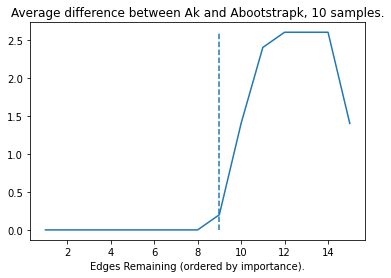 Average difference between Ak and Abootstrapk, 10 samples.
2.5
2.0
1.5
1.0
0.5
0.0
2 4 6 8 10 12 14
Edges Remaining (ordered by importance).